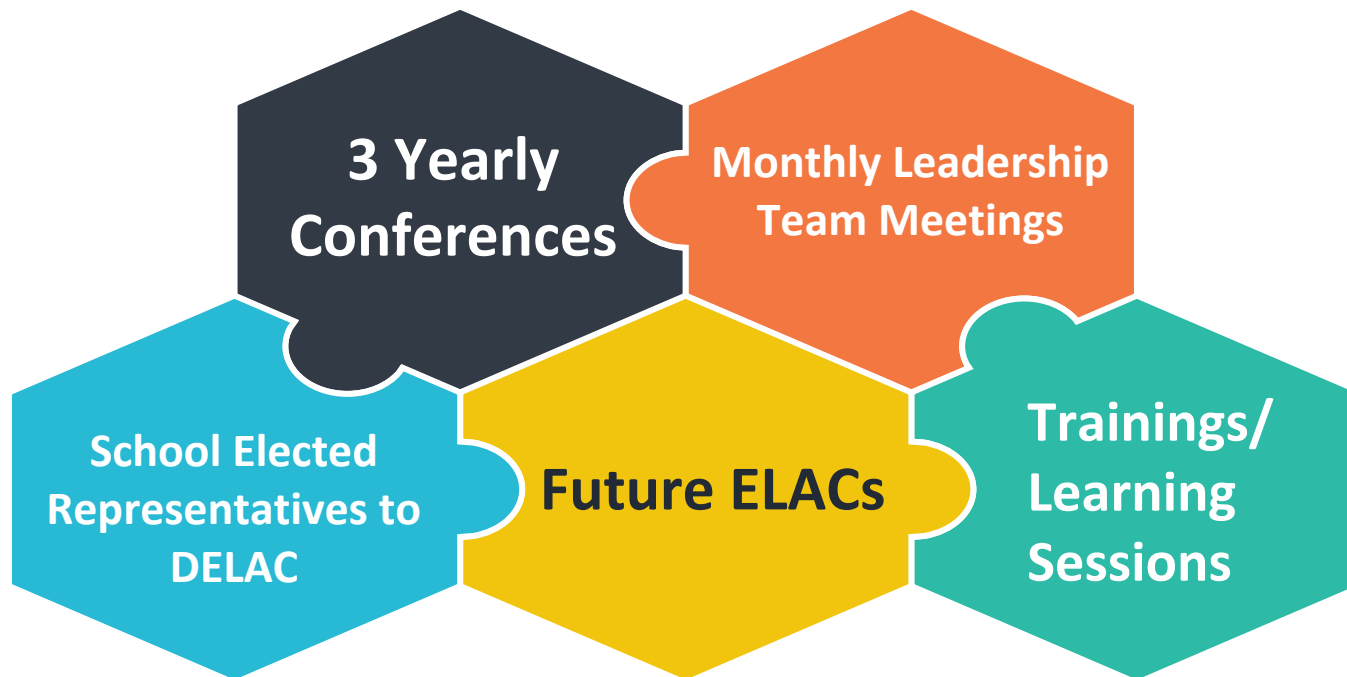 3 Yearly
Conferences
Monthly Leadership
Team Meetings
School Elected
Representatives to
DELAC
Future ELACs
Trainings/
Learning
Sessions